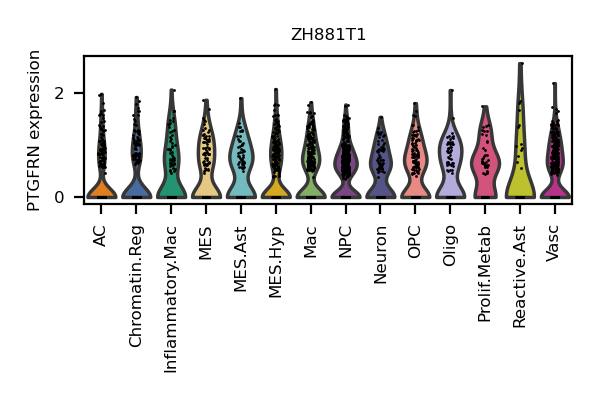 ZH881T1
PTGFRN expression
2
0
AC
Chromatin.Reg
Inflammatory.Mac
MES
MES.Ast
MES.Hyp
Mac
NPC
Neuron
OPC
Oligo
Prolif.Metab
Reactive.Ast
Vasc